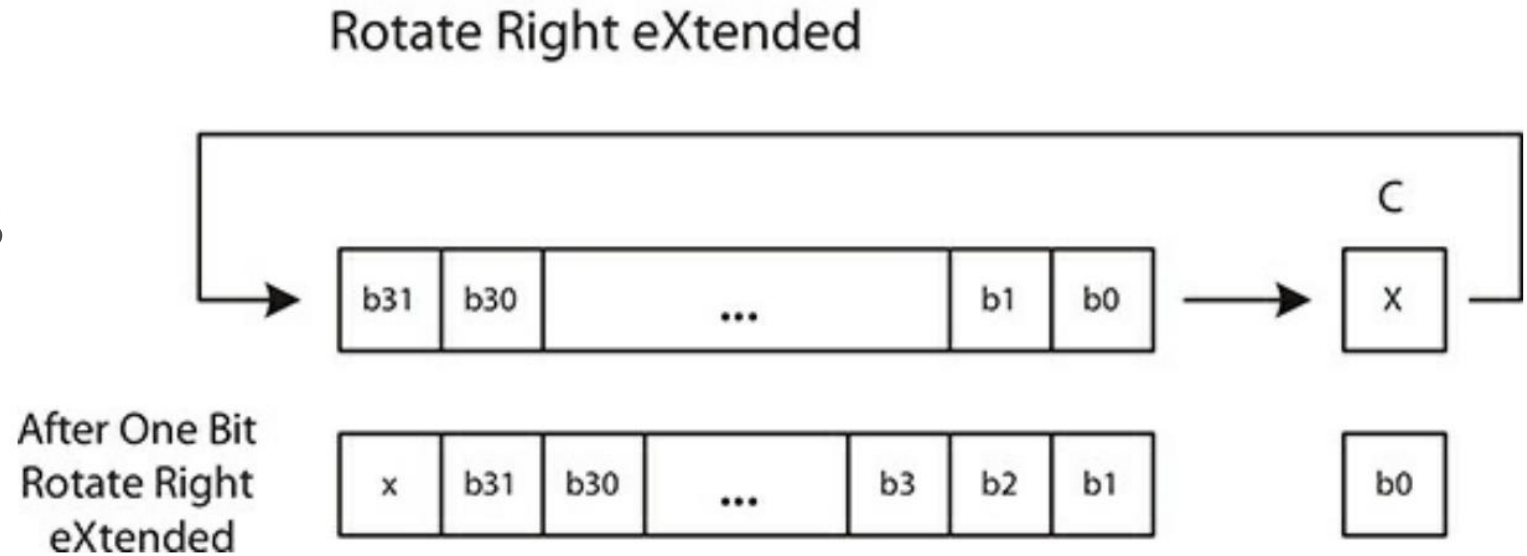 Rotate Right eXtended
C
b31 b30 ... b1 b0 X
After One Bit
Rotate Right
eXtended
x b31 b30 ... b3 b2 b1 b0